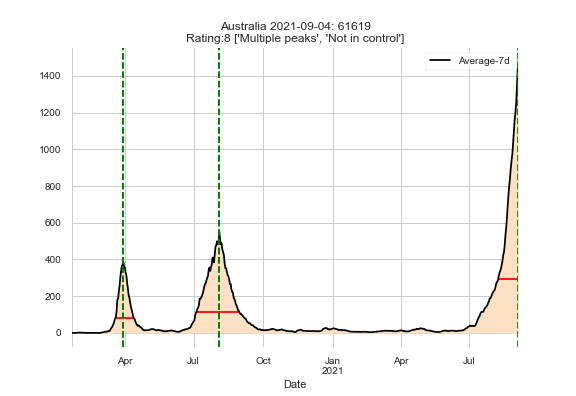 Australia 2021-09-04: 61619
Rating:8 ['Multiple peaks', 'Not in control']
Average-7d
1400
1200
1000
800
600
400
200
0
Apr Jul Oct Jan Apr Jul
2021
Date